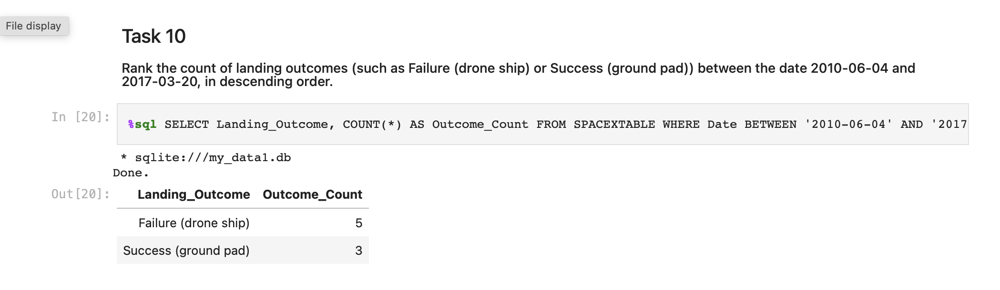 File display
Task 10
Rank the count of landing outcomes (such as Failure (drone ship) or Success (ground pad)) between the date 2010-06-04 and
2017-03-20, in descending order.
In [20]: %sql SELECT Landing_Outcome, COUNT(*) AS Outcome_Count FROM SPACEXTABLE WHERE Date BETWEEN '2010-06-04' AND '2017
* sqlite:///my_data1.db
Done.
Out[20]: Landing_Outcome Outcome_Count
Failure (drone ship) 5
Success (ground pad) 3